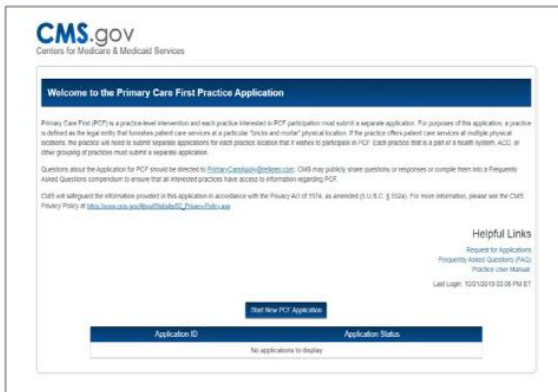 CMS.gov
Centers for Medicare & Medicaid Services
Welcome to the Primary Care First Practice Application
Primary Care First (PCF) is a practice-level intervention and each practice interested in PCF participation must submit a separate application. For purposes of this application, a practice
is defined as the legal entity that furnishes patient care services at a particular "bricks and mortar" physical location. If the practice offers patient care services at multiple physical
locations, the practice will need to submit separate applications for each practice location that it wishes to participate in PCF. Each practice that is a part of a health system, ACO, or
other grouping of practices must submit a separate application.
Questions about the Application for PCF should be directed to PrimaryCareApply@telligen.com. CMS may publicly share questions or responses or compile them into a Frequently
Asked Questions compendium to ensure that all interested practices have access to information regarding PCF.
CMS will safeguard the information provided in this application in accordance with the Privacy Act of 1974, as amended (5 U.S.C. § 552a). For more information, please see the CMS
Privacy Policy at
Helpful Links
Request for Applications
Frequently Asked Questions (FAQ)
Practice User Manual
Last Login: 10/21/2019 03:06 PM ET
Start New PCF Application
Application ID Application Status
No applications to display